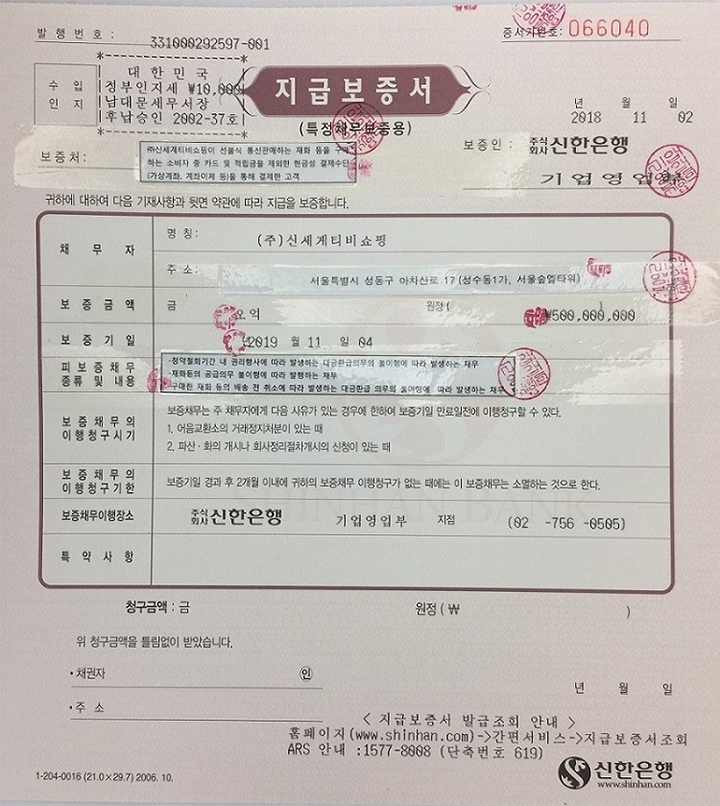 발행번호: 331000292597-001
증서기번호: 066040
수입인지
대한민국
정부인지세 ₩10,000
남대문세무서장
후납승인 2002-37호
지급보증서
(특정채무보증용)
년 월 일
2018 11 02
보증처:
㈜신세계티비쇼핑이 선불식 통신판매하는 재화 등을 구매
하는 소비자 중 카드 및 적립금을 제외한 현금성 결제수단
(가상계좌, 계좌이체 등)을 통해 결제한 고객
보증인: 주식회사 신한은행
기업영업부
귀하에 대하여 다음 기재사항과 뒷면 약관에 따라 지급을 보증합니다.
채무자
명칭: (주)신세계티비쇼핑
주소: 서울특별시 성동구 아차산로 17 (성수동1가, 서울숲엘타워)
보증금액 금 오억 원정( ₩500,000,000 )
보증기일 2019 월 11 일 04
피보증채무 종류 및 내용
-청약철회기간 내 권리행사에 따라 발생하는 대금환급의무의 불이행에 따라 발생하는 채무
-재화등의 공급의무 불이행에 따라 발행하는 채무
-구매한 재화 등의 배송 전 취소에 따라 발생하는 대금환급 의무의 불이행에 따라 발생하는 채무
보증채무의 이행청구시기
보증채무는 주 채무자에게 다음 사유가 있는 경우에 한하여 보증기일 만료일전에 이행청구할 수 있다.
1. 어음교환소의 거래정지처분이 있는 때
2. 파산·화의 개시나 회사정리절차개시의 신청이 있는 때
보증채무의 이행청구기한
보증기일 경과 후 2개월 이내에 귀하의 보증채무 이행청구가 없는 때에는 이 보증채무는 소멸하는 것으로 한다.
보증채무이행장소 주식회사 신한은행 기업영업부 지점 (02 -756 -0505)
특약사항
청구금액 : 금 원정 (₩ )
위 청구금액을 틀림없이 받았습니다.
·채권자 인
년 월 일
·주소
< 지급보증서 발급조회 안내 >
홈페이지(www.shinhan.com)->간편서비스->지급보증서조회
ARS 안내 :1577-8008 (단축번호 619)
1-204-0016 (21.0×29.7) 2006. 10.
신한은행
www.shinhan.com